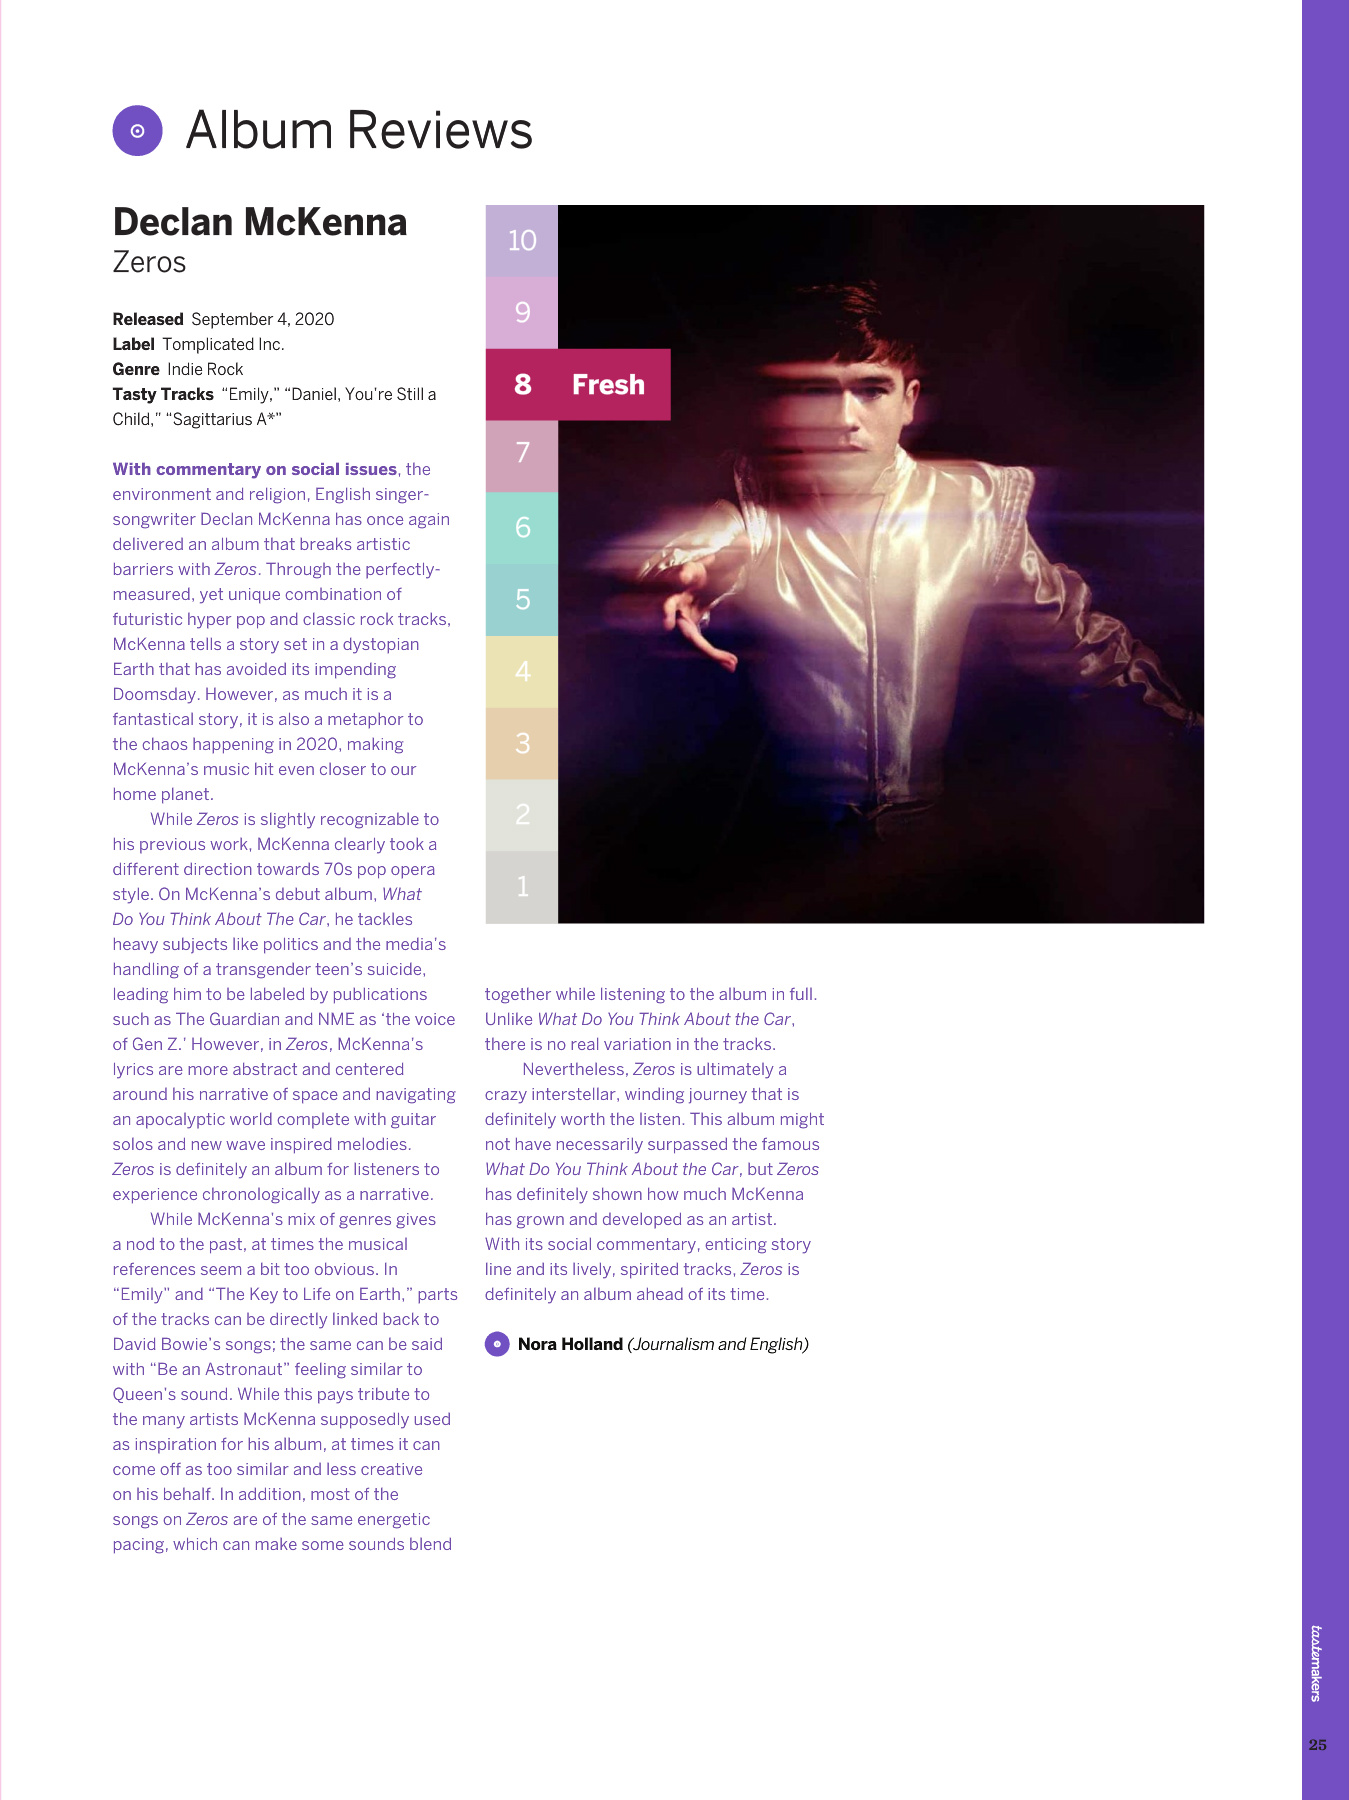 Album Reviews
Declan McKenna
Zeros
Released September 4, 2020
Label Tomplicated Inc.
Genre Indie Rock
Tasty Tracks “Emily,” “Daniel, You’re Still a
Child,” “Sagittarius A*”
With commentary on social issues, the
environment and religion, English singer-
songwriter Declan McKenna has once again
delivered an album that breaks artistic
barriers with Zeros. Through the perfectly-
measured, yet unique combination of
futuristic hyper pop and classic rock tracks,
McKenna tells a story set in a dystopian
Earth that has avoided its impending
Doomsday. However, as much it is a
fantastical story, it is also a metaphor to
the chaos happening in 2020, making
McKenna’s music hit even closer to our
home planet.
While Zeros is slightly recognizable to
his previous work, McKenna clearly took a
different direction towards 70s pop opera
style. On McKenna’s debut album, What
Do You Think About The Car, he tackles
heavy subjects like politics and the media’s
handling of a transgender teen’s suicide,
leading him to be labeled by publications
such as The Guardian and NME as ‘the voice
of Gen Z.’ However, in Zeros, McKenna’s
lyrics are more abstract and centered
around his narrative of space and navigating
an apocalyptic world complete with guitar
solos and new wave inspired melodies.
Zeros is definitely an album for listeners to
experience chronologically as a narrative.
While McKenna’s mix of genres gives
a nod to the past, at times the musical
references seem a bit too obvious. In
“Emily” and “The Key to Life on Earth,” parts
of the tracks can be directly linked back to
David Bowie’s songs; the same can be said
with “Be an Astronaut” feeling similar to
Queen’s sound. While this pays tribute to
the many artists McKenna supposedly used
as inspiration for his album, at times it can
come off as too similar and less creative
on his behalf. In addition, most of the
songs on Zeros are of the same energetic
pacing, which can make some sounds blend
10
9
8 Fresh
7
6
5
4
3
2
1
together while listening to the album in full.
Unlike What Do You Think About the Car,
there is no real variation in the tracks.
Nevertheless, Zeros is ultimately a
crazy interstellar, winding journey that is
definitely worth the listen. This album might
not have necessarily surpassed the famous
What Do You Think About the Car, but Zeros
has definitely shown how much McKenna
has grown and developed as an artist.
With its social commentary, enticing story
line and its lively, spirited tracks, Zeros is
definitely an album ahead of its time.
Nora Holland (Journalism and English)
tastemakers
25